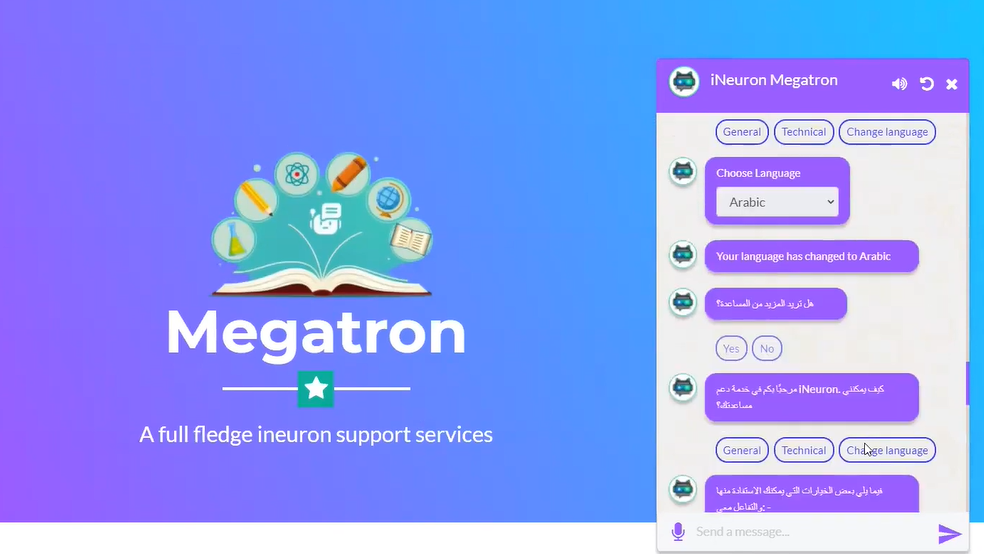 iNeuron Megatron
General
Technical
Change language
Choose Language
Arabic
Your language has changed to Arabic
هل تريد المزيد من المساعدة؟
Yes
No
مرحبًا بكم في خدمة دعم iNeuron. كيف يمكنني
مساعدتك؟
General
Technical
Change language
فيما يلي بعض الخيارات التي يمكنك الاستفادة منها
والتفاعل معي:-
Send a message...
Megatron
A full fledge ineuron support services